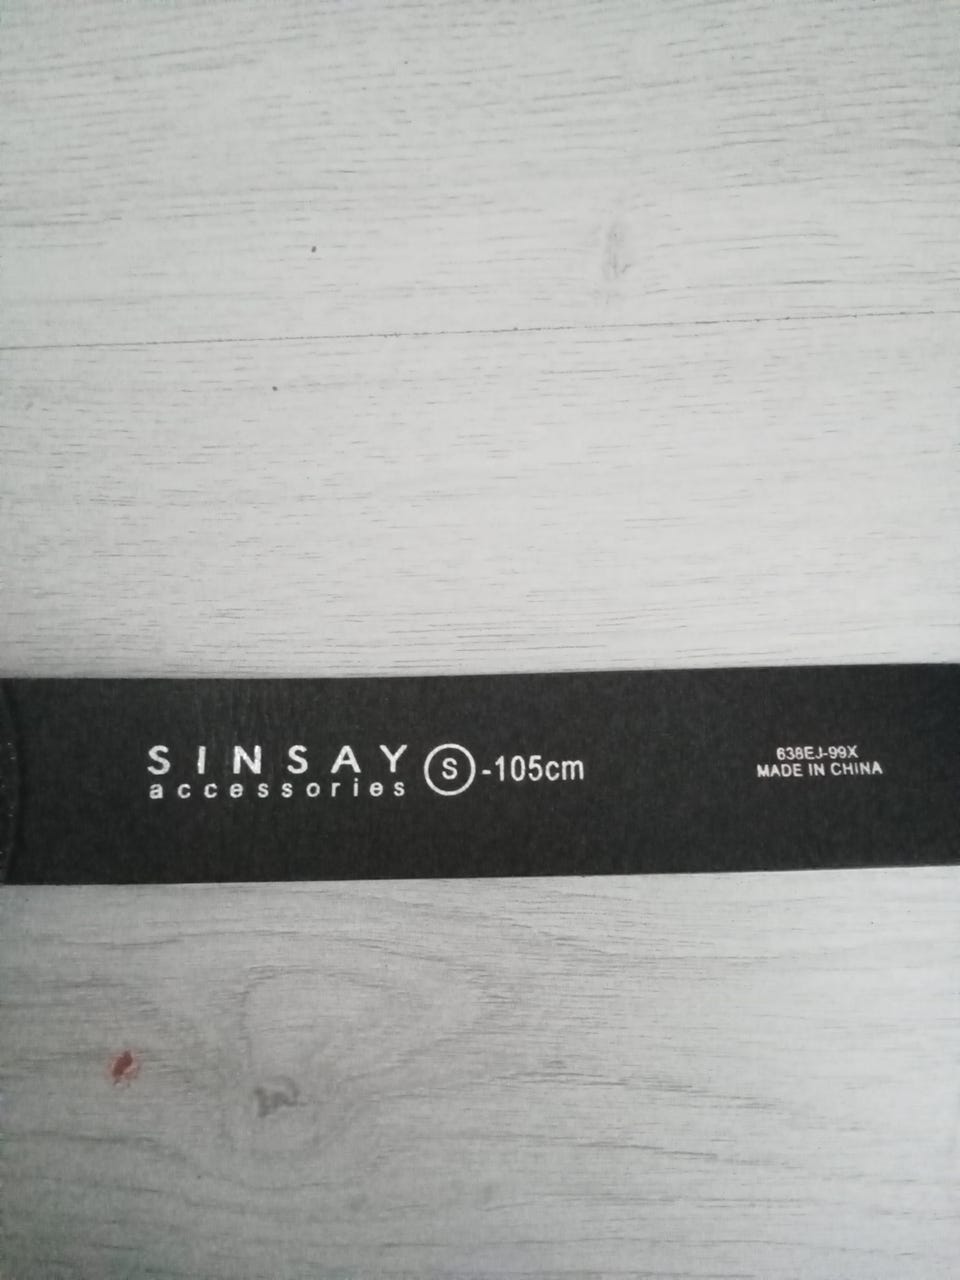 SINSAY
accessories
S -105cm
638EJ-99X
MADE IN CHINA